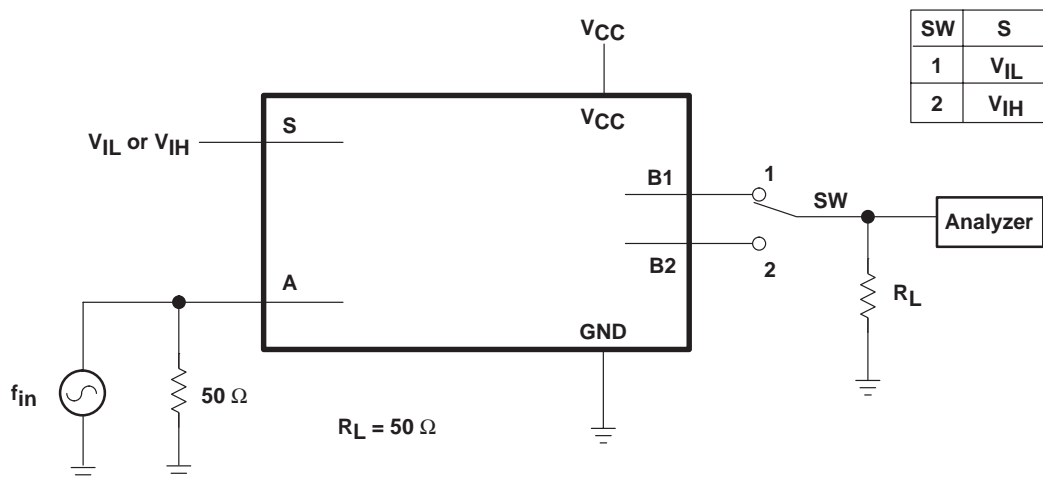 VCC
SW S
1 VIL
2 VIH
VCC
S
VIL or VIH
B1
1
SW
Analyzer
B2
2
A
RL
GND
fin
50 Ω
RL = 50 Ω